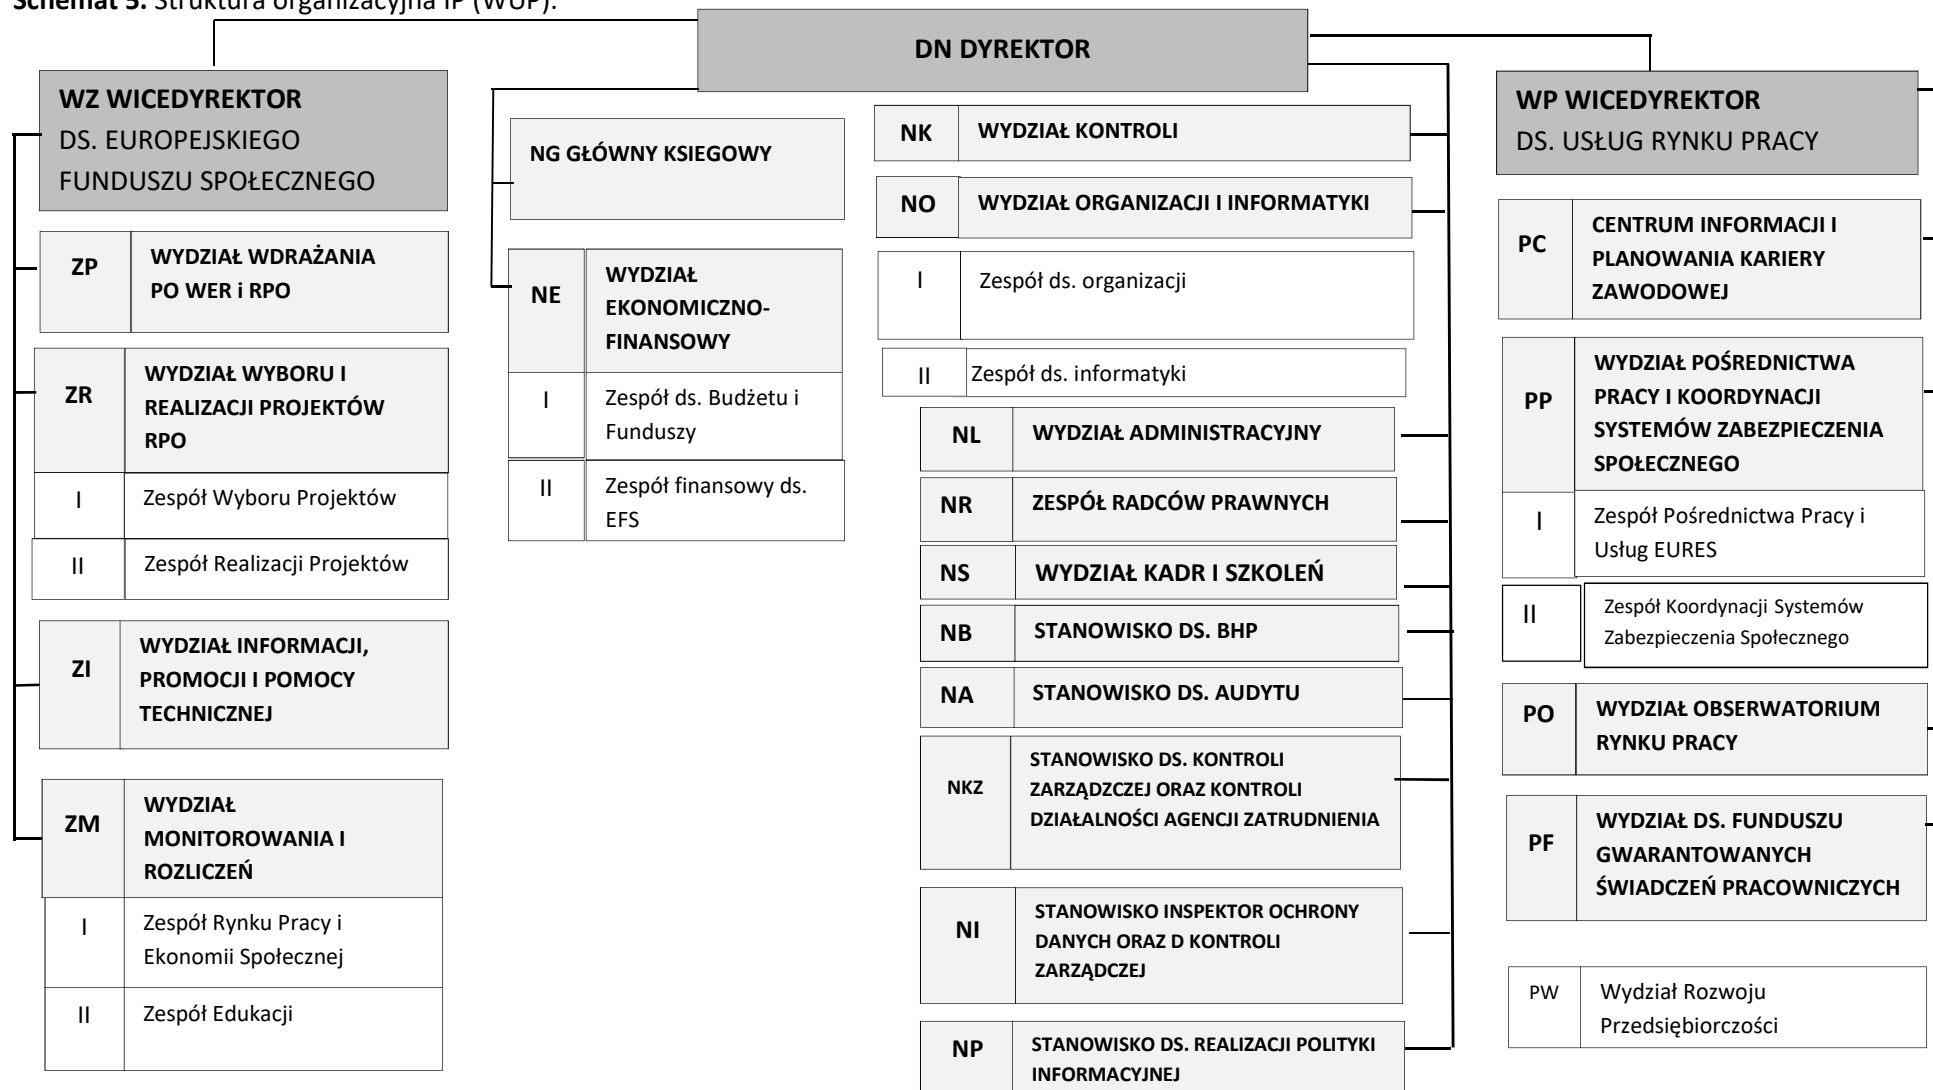 Schemat 5. Struktura organizacyjna IP (WUP).
DN DYREKTOR
WZ WICEDYREKTOR
DS. EUROPEJSKIEGO
FUNDUSZU SPOŁECZNEGO
ZP
WYDZIAŁ WDRAŻANIA
PO WER i RPO
ZR
WYDZIAŁ WYBORU I
REALIZACJI PROJEKTÓW
RPO
I
Zespół Wyboru Projektów
II
Zespół Realizacji Projektów
ZI
WYDZIAŁ INFORMACJI,
PROMOCJI I POMOCY
TECHNICZNEJ
ZM
WYDZIAŁ
MONITOROWANIA I
ROZLICZEŃ
I
Zespół Rynku Pracy i
Ekonomii Społecznej
II
Zespół Edukacji
NG GŁÓWNY KSIEGOWY
NE
WYDZIAŁ
EKONOMICZNO-
FINANSOWY
I
Zespół ds. Budżetu i
Funduszy
II
Zespół finansowy ds.
EFS
NK
WYDZIAŁ KONTROLI
NO
WYDZIAŁ ORGANIZACJI I INFORMATYKI
I
Zespół ds. organizacji
II
Zespół ds. informatyki
NL
WYDZIAŁ ADMINISTRACYJNY
NR
ZESPÓŁ RADCÓW PRAWNYCH
NS
WYDZIAŁ KADR I SZKOLEŃ
NB
STANOWISKO DS. BHP
NA
STANOWISKO DS. AUDYTU
NKZ
STANOWISKO DS. KONTROLI
ZARZĄDZCZEJ ORAZ KONTROLI
DZIAŁALNOŚCI AGENCJI ZATRUDNIENIA
NI
STANOWISKO INSPEKTOR OCHRONY
DANYCH ORAZ D KONTROLI
ZARZĄDCZEJ
NP
STANOWISKO DS. REALIZACJI POLITYKI
INFORMACYJNEJ
WP WICEDYREKTOR
DS. USŁUG RYNKU PRACY
PC
CENTRUM INFORMACJI I
PLANOWANIA KARIERY
ZAWODOWEJ
PP
WYDZIAŁ POŚREDNICTWA
PRACY I KOORDYNACJI
SYSTEMÓW ZABEZPIECZENIA
SPOŁECZNEGO
I
Zespół Pośrednictwa Pracy i
Usług EURES
II
Zespół Koordynacji Systemów
Zabezpieczenia Społecznego
PO
WYDZIAŁ OBSERWATORIUM
RYNKU PRACY
PF
WYDZIAŁ DS. FUNDUSZU
GWARANTOWANYCH
ŚWIADCZEŃ PRACOWNICZYCH
PW
Wydział Rozwoju
Przedsiębiorczości